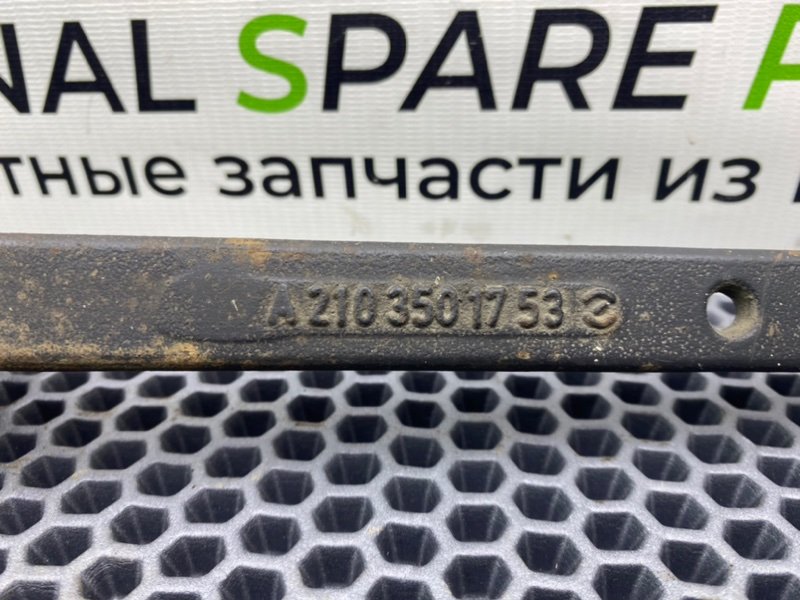 NAL SPARE
тные запчасти из
A 210 350 17 53